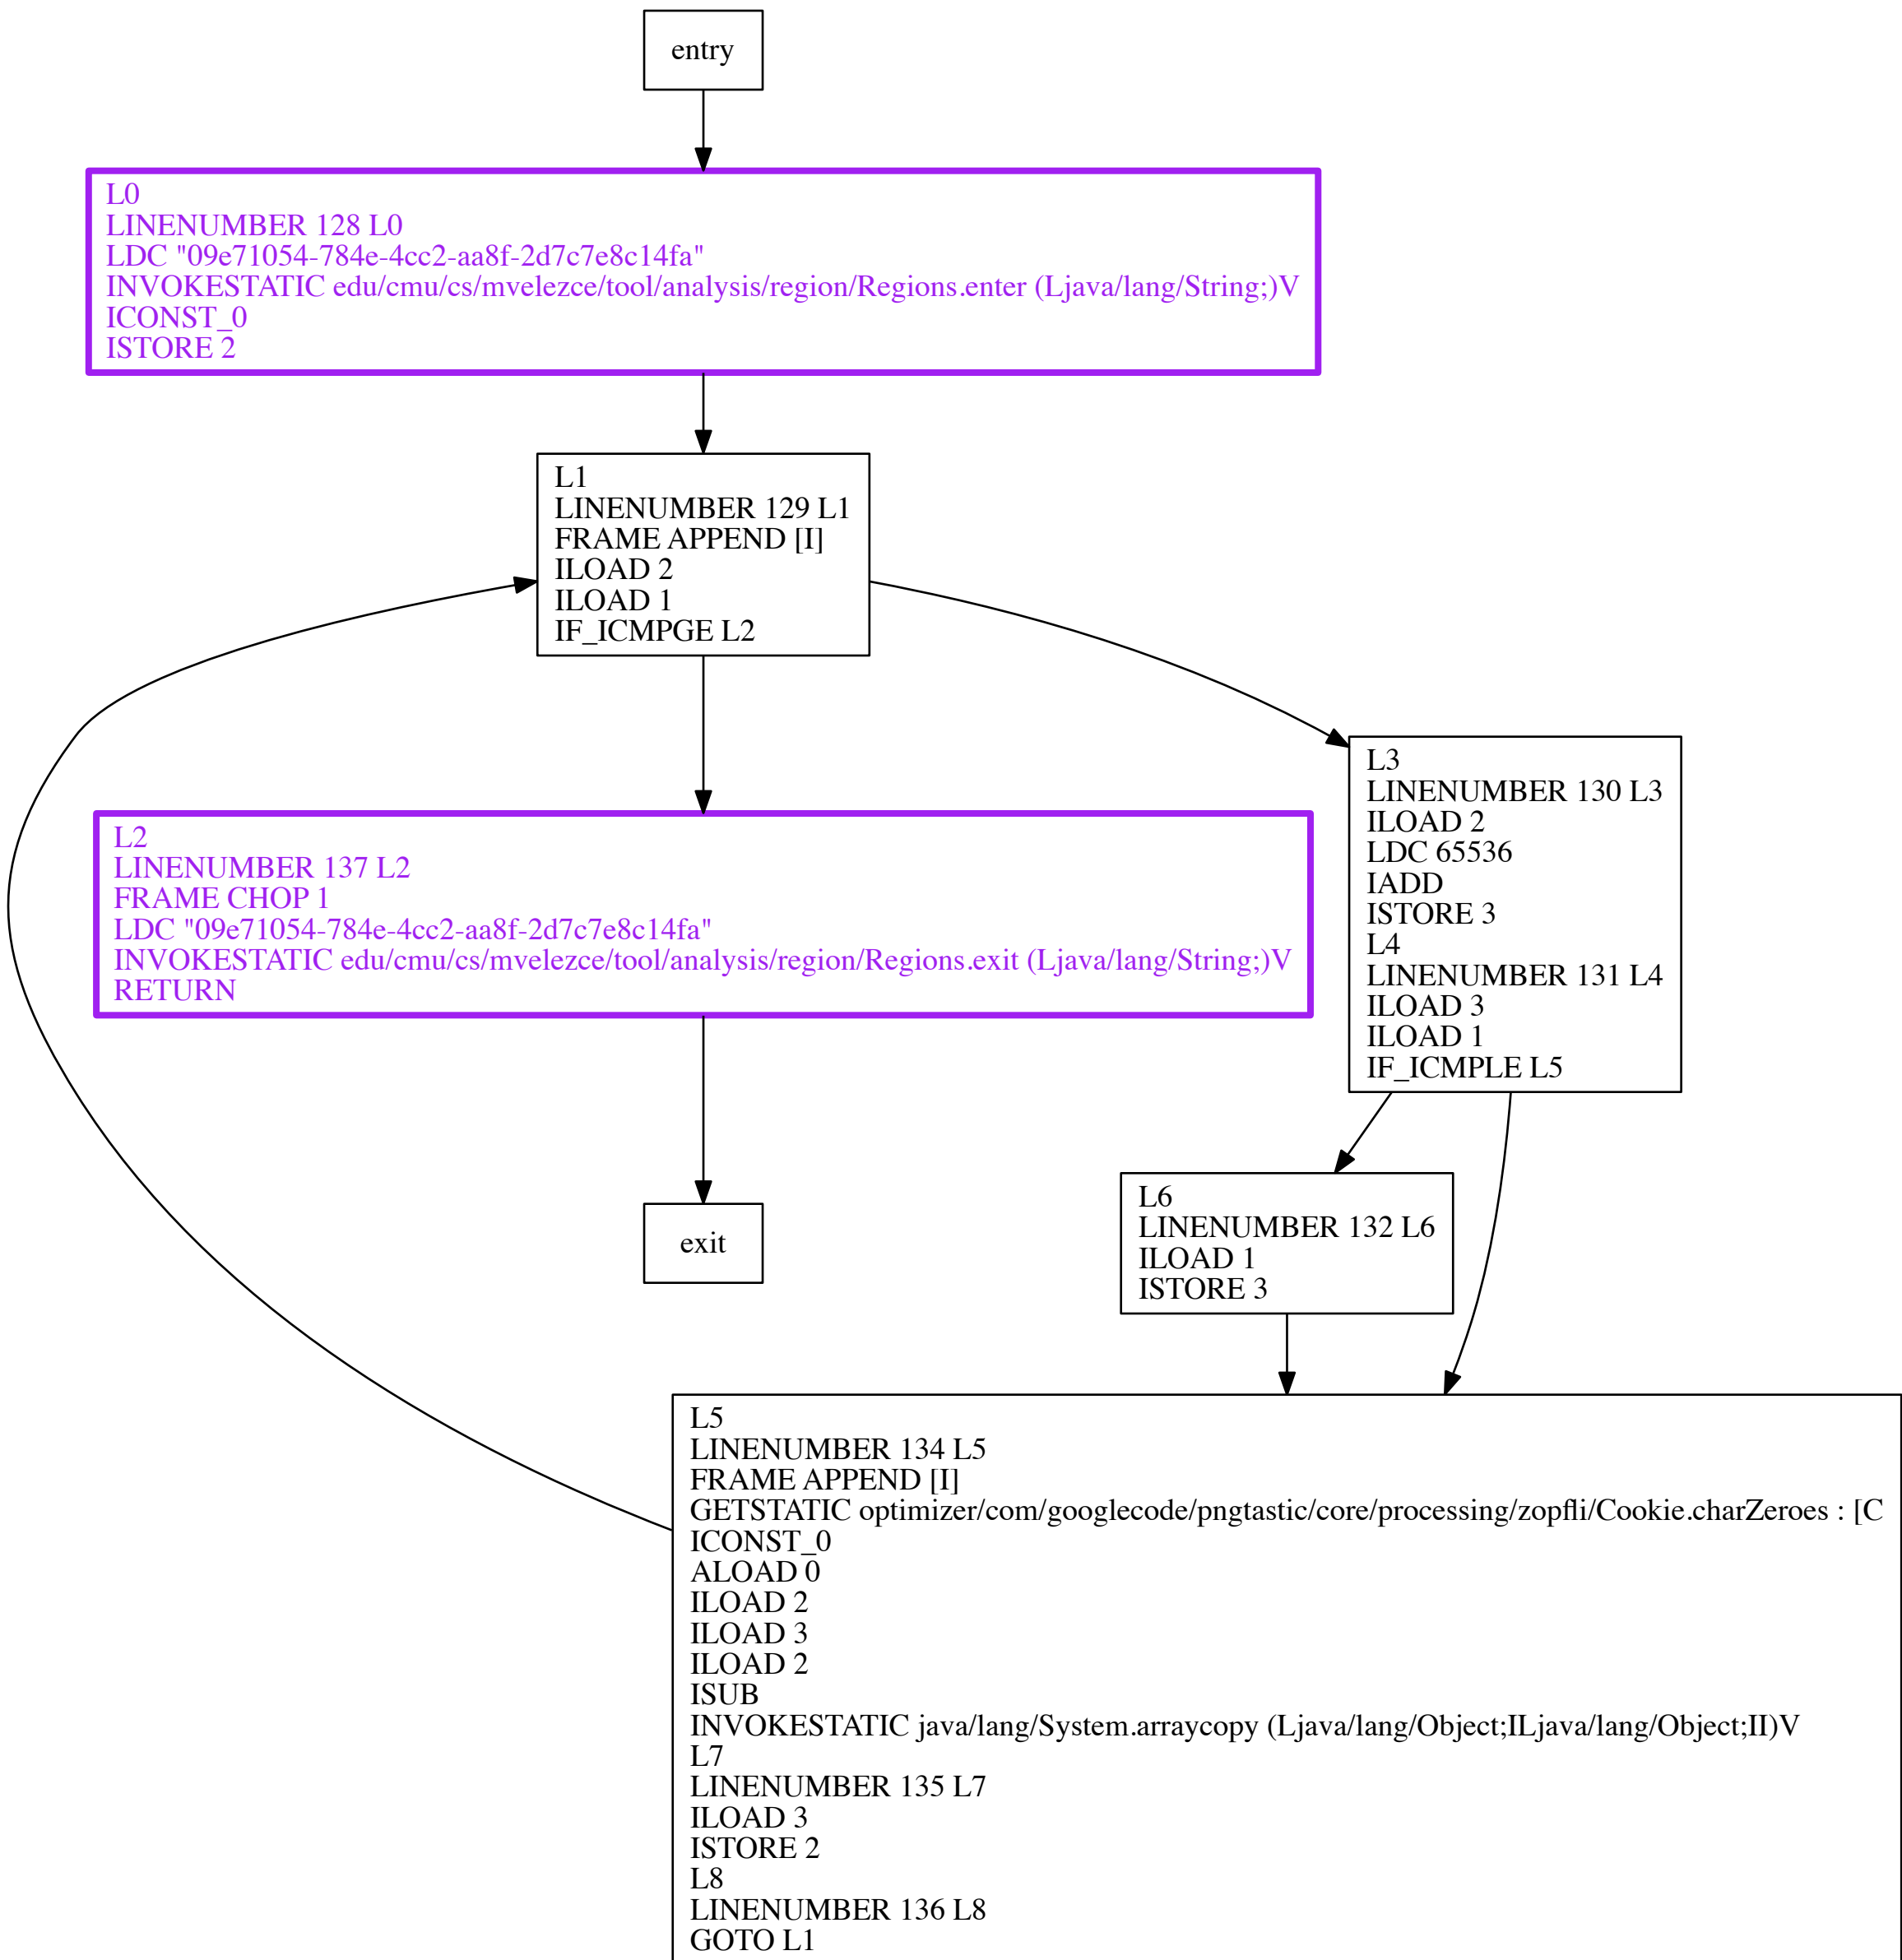 entry
L0
LINENUMBER 128 L0
LDC "09e71054-784e-4cc2-aa8f-2d7c7e8c14fa"
INVOKESTATIC edu/cmu/cs/mvelezce/tool/analysis/region/Regions.enter (Ljava/lang/String;)V
ICONST_0
ISTORE 2
L1
LINENUMBER 129 L1
FRAME APPEND [I]
ILOAD 2
ILOAD 1
IF_ICMPGE L2
L3
LINENUMBER 130 L3
ILOAD 2
LDC 65536
IADD
ISTORE 3
L4
LINENUMBER 131 L4
ILOAD 3
ILOAD 1
IF_ICMPLE L5
L2
LINENUMBER 137 L2
FRAME CHOP 1
LDC "09e71054-784e-4cc2-aa8f-2d7c7e8c14fa"
INVOKESTATIC edu/cmu/cs/mvelezce/tool/analysis/region/Regions.exit (Ljava/lang/String;)V
RETURN
L6
LINENUMBER 132 L6
ILOAD 1
ISTORE 3
exit
L5
LINENUMBER 134 L5
FRAME APPEND [I]
GETSTATIC optimizer/com/googlecode/pngtastic/core/processing/zopfli/Cookie.charZeroes : [C
ICONST_0
ALOAD 0
ILOAD 2
ILOAD 3
ILOAD 2
ISUB
INVOKESTATIC java/lang/System.arraycopy (Ljava/lang/Object;ILjava/lang/Object;II)V
L7
LINENUMBER 135 L7
ILOAD 3
ISTORE 2
L8
LINENUMBER 136 L8
GOTO L1